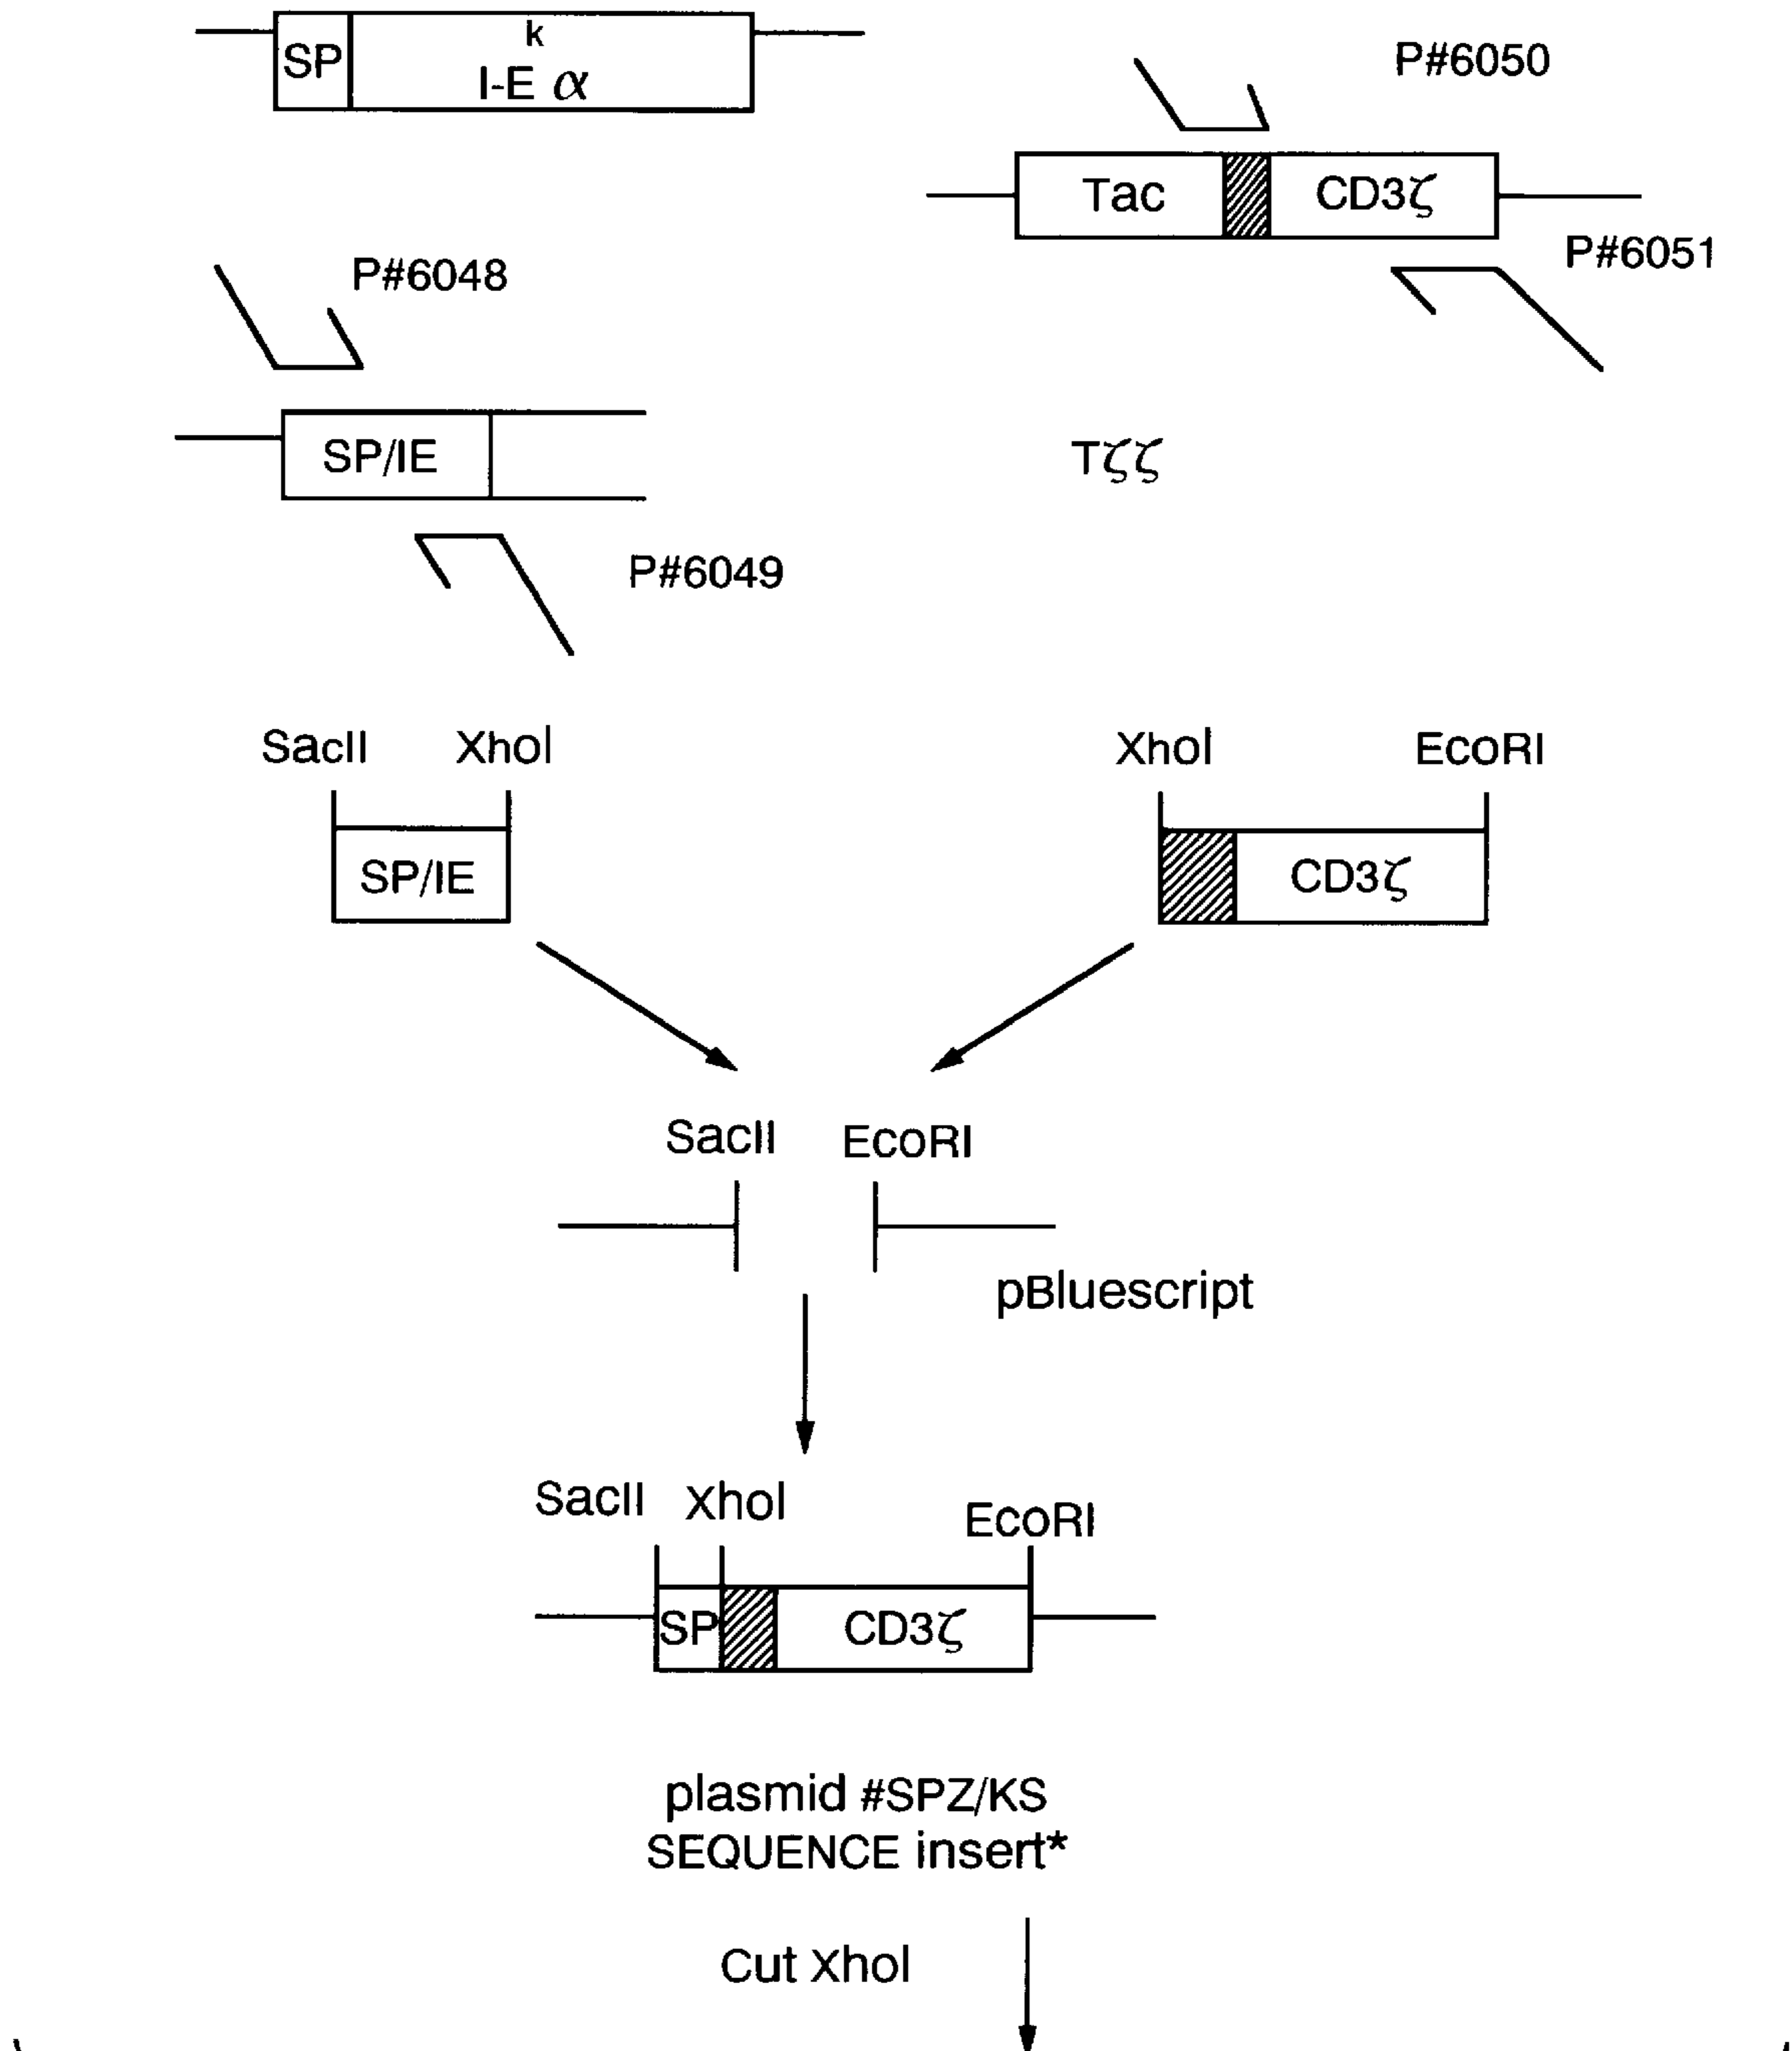 SP
k
I-E α
P#6050
Tac
CD3ζ
P#6051
P#6048
SP/IE
Tζζ
P#6049
SacII XhoI
XhoI EcoRI
SP/IE
CD3ζ
SacII EcoRI
pBluescript
SacII XhoI EcoRI
SP
CD3ζ
plasmid #SPZ/KS
SEQUENCE insert*
Cut XhoI